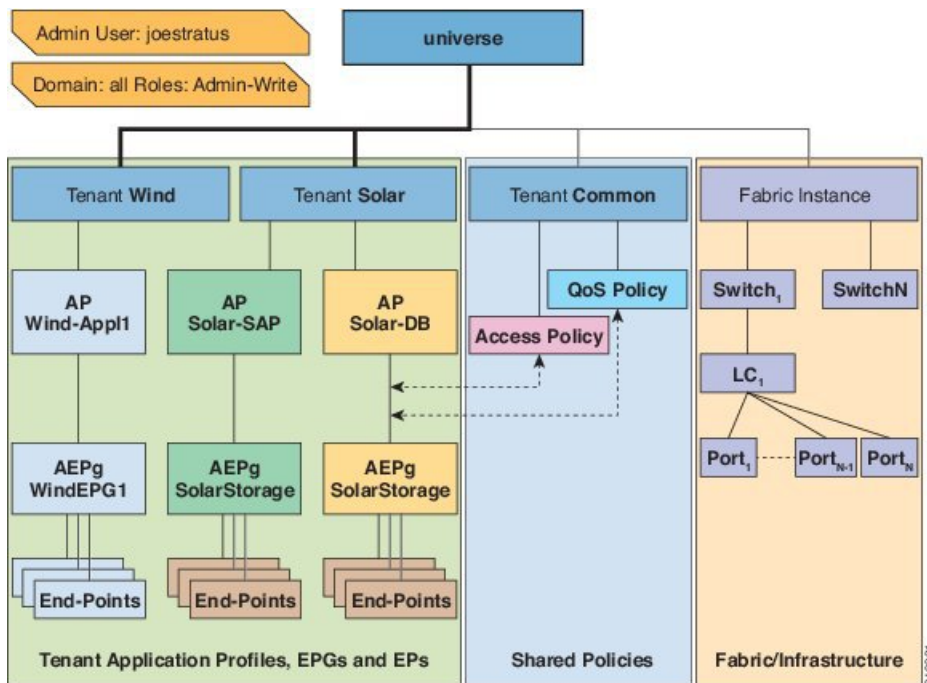 Admin User: joestratus
Domain: all Roles: Admin-Write
universe
Tenant Wind
Tenant Solar
Tenant Common
Fabric Instance
AP
Wind-Appl1
AP
Solar-SAP
AP
Solar-DB
QoS Policy
Access Policy
Switch₁
SwitchN
LC₁
Port₁
Port_N-1
Port_N
AEPg
WindEPG1
AEPg
SolarStorage
AEPg
SolarStorage
End-Points
End-Points
End-Points
Tenant Application Profiles, EPGs and EPs
Shared Policies
Fabric/Infrastructure